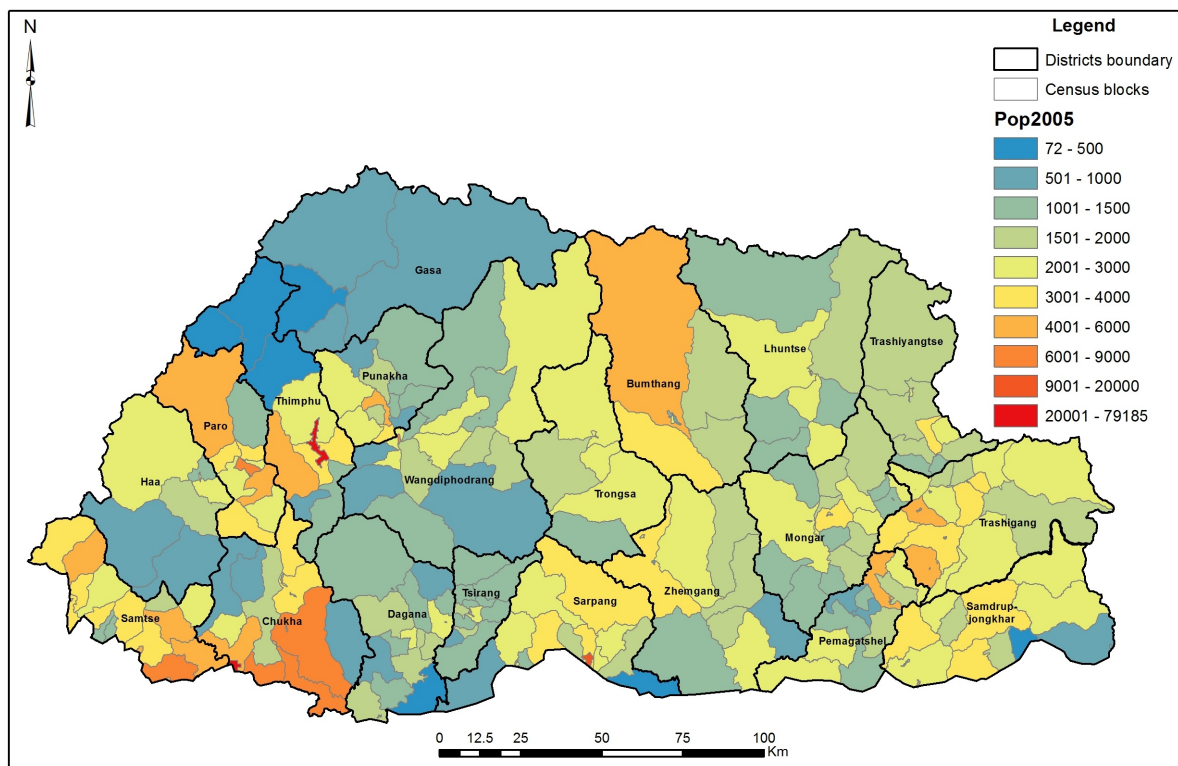 N
Legend
Districts boundary
Census blocks
Pop2005
72 - 500
501 - 1000
1001 - 1500
1501 - 2000
2001 - 3000
3001 - 4000
4001 - 6000
6001 - 9000
9001 - 20000
20001 - 79185
Gasa
Lhuntse
Trashiyangtse
Punakha
Bumthang
Thimphu
Paro
Haa
Wangdiphodrang
Trongsa
Trashigang
Mongar
Zhemgang
Tsirang
Sarpang
Samdrup-
jongkhar
Dagana
Samtse
Chukha
Pemagatshel
0 12.5 25 50 75 100
Km